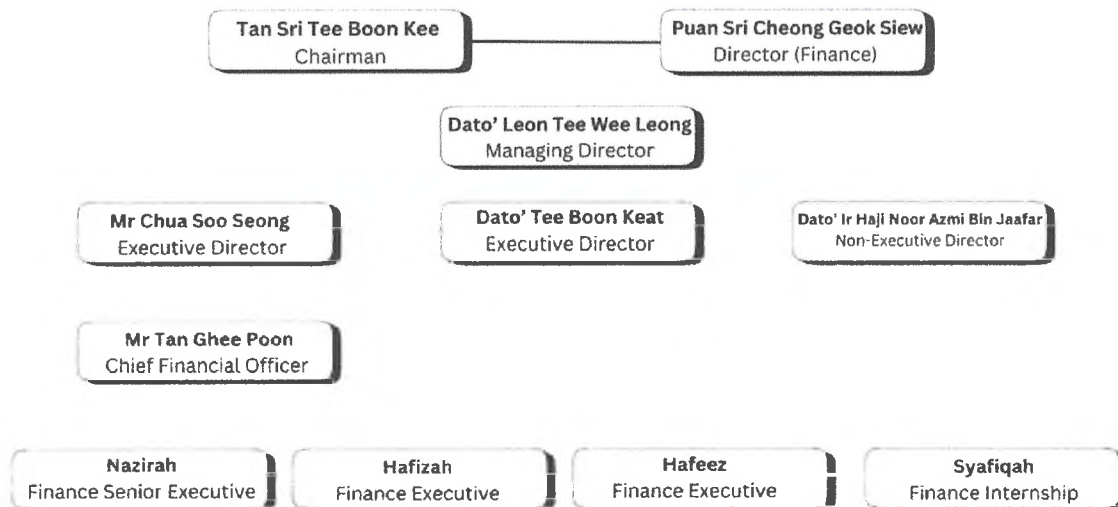 Tan Sri Tee Boon Kee
Chairman
Puan Sri Cheong Geok Siew
Director (Finance)
Dato' Leon Tee Wee Leong
Managing Director
Mr Chua Soo Seong
Executive Director
Dato' Tee Boon Keat
Executive Director
Dato' Ir Haji Noor Azmi Bin Jaafar
Non-Executive Director
Mr Tan Ghee Poon
Chief Financial Officer
Nazirah
Finance Senior Executive
Hafizah
Finance Executive
Hafeez
Finance Executive
Syafiqah
Finance Internship